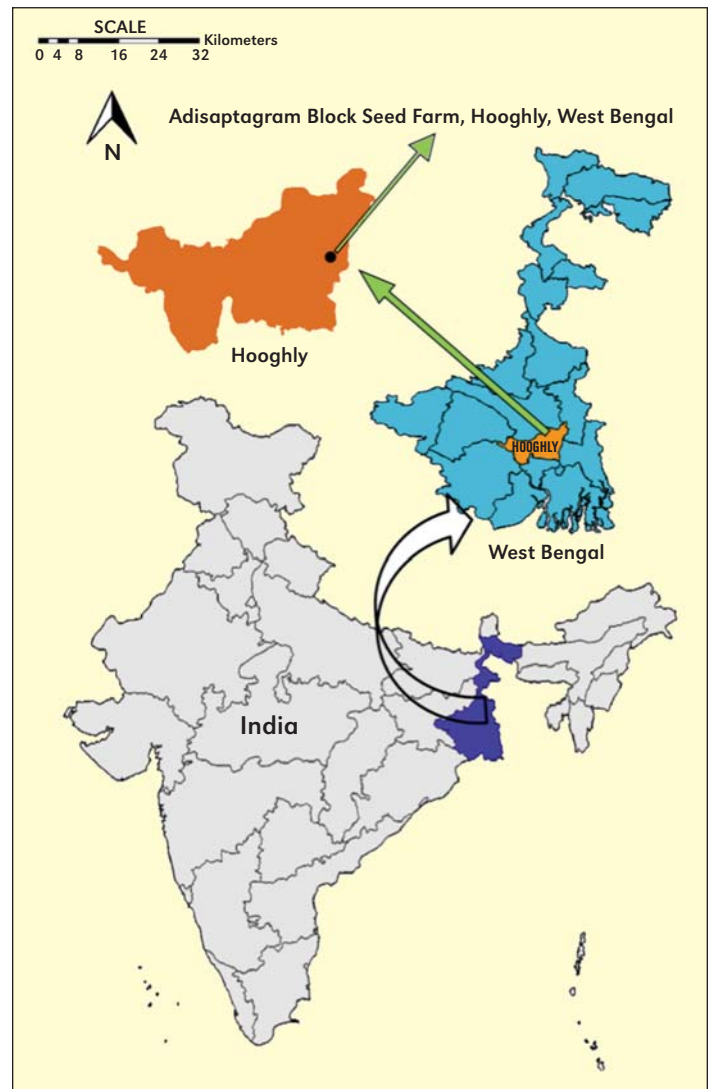 SCALE
Kilometers
0 4 8 16 24 32
N
Adisaptagram Block Seed Farm, Hooghly, West Bengal
Hooghly
HOOGHLY
West Bengal
India